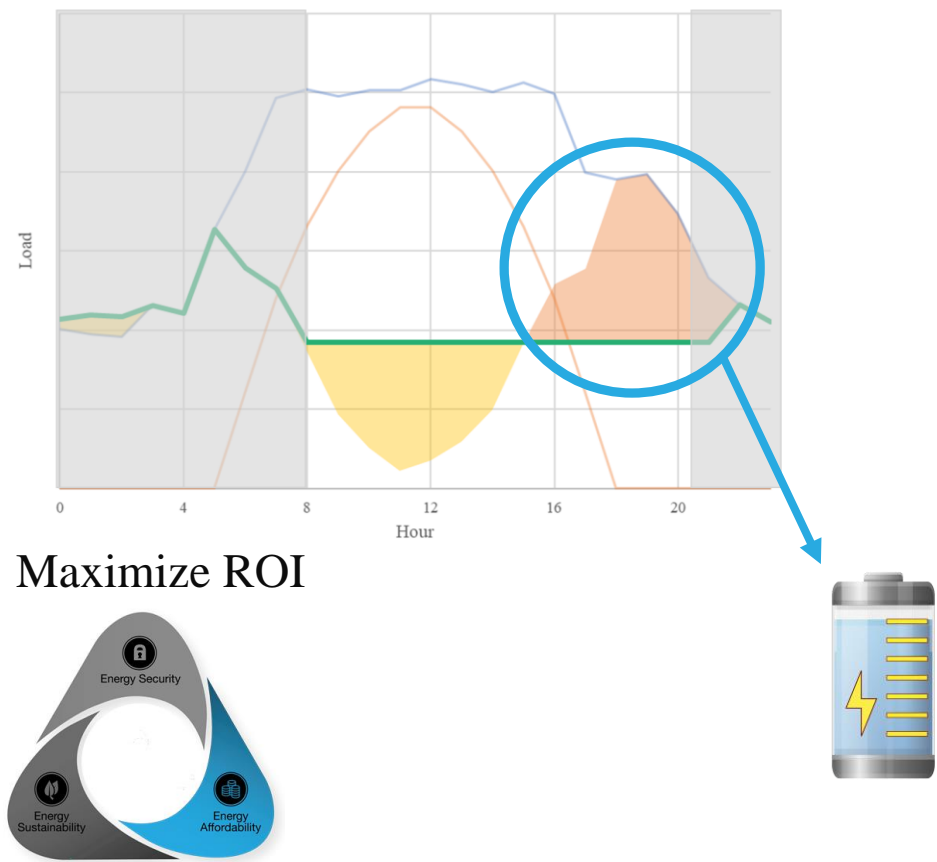 Load
0 4 8 12 16 20
Hour
Maximize ROI
Energy Security
Energy
Sustainability
Energy
Affordability